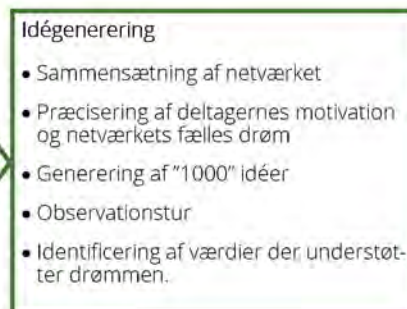 Idégenerering
• Sammensætning af netværket
• Præcisering af deltagernes motivation
og netværkets fælles drøm
• Generering af "1000" idéer
• Observationstur
• Identificering af værdier der understøt-
ter drømmen.